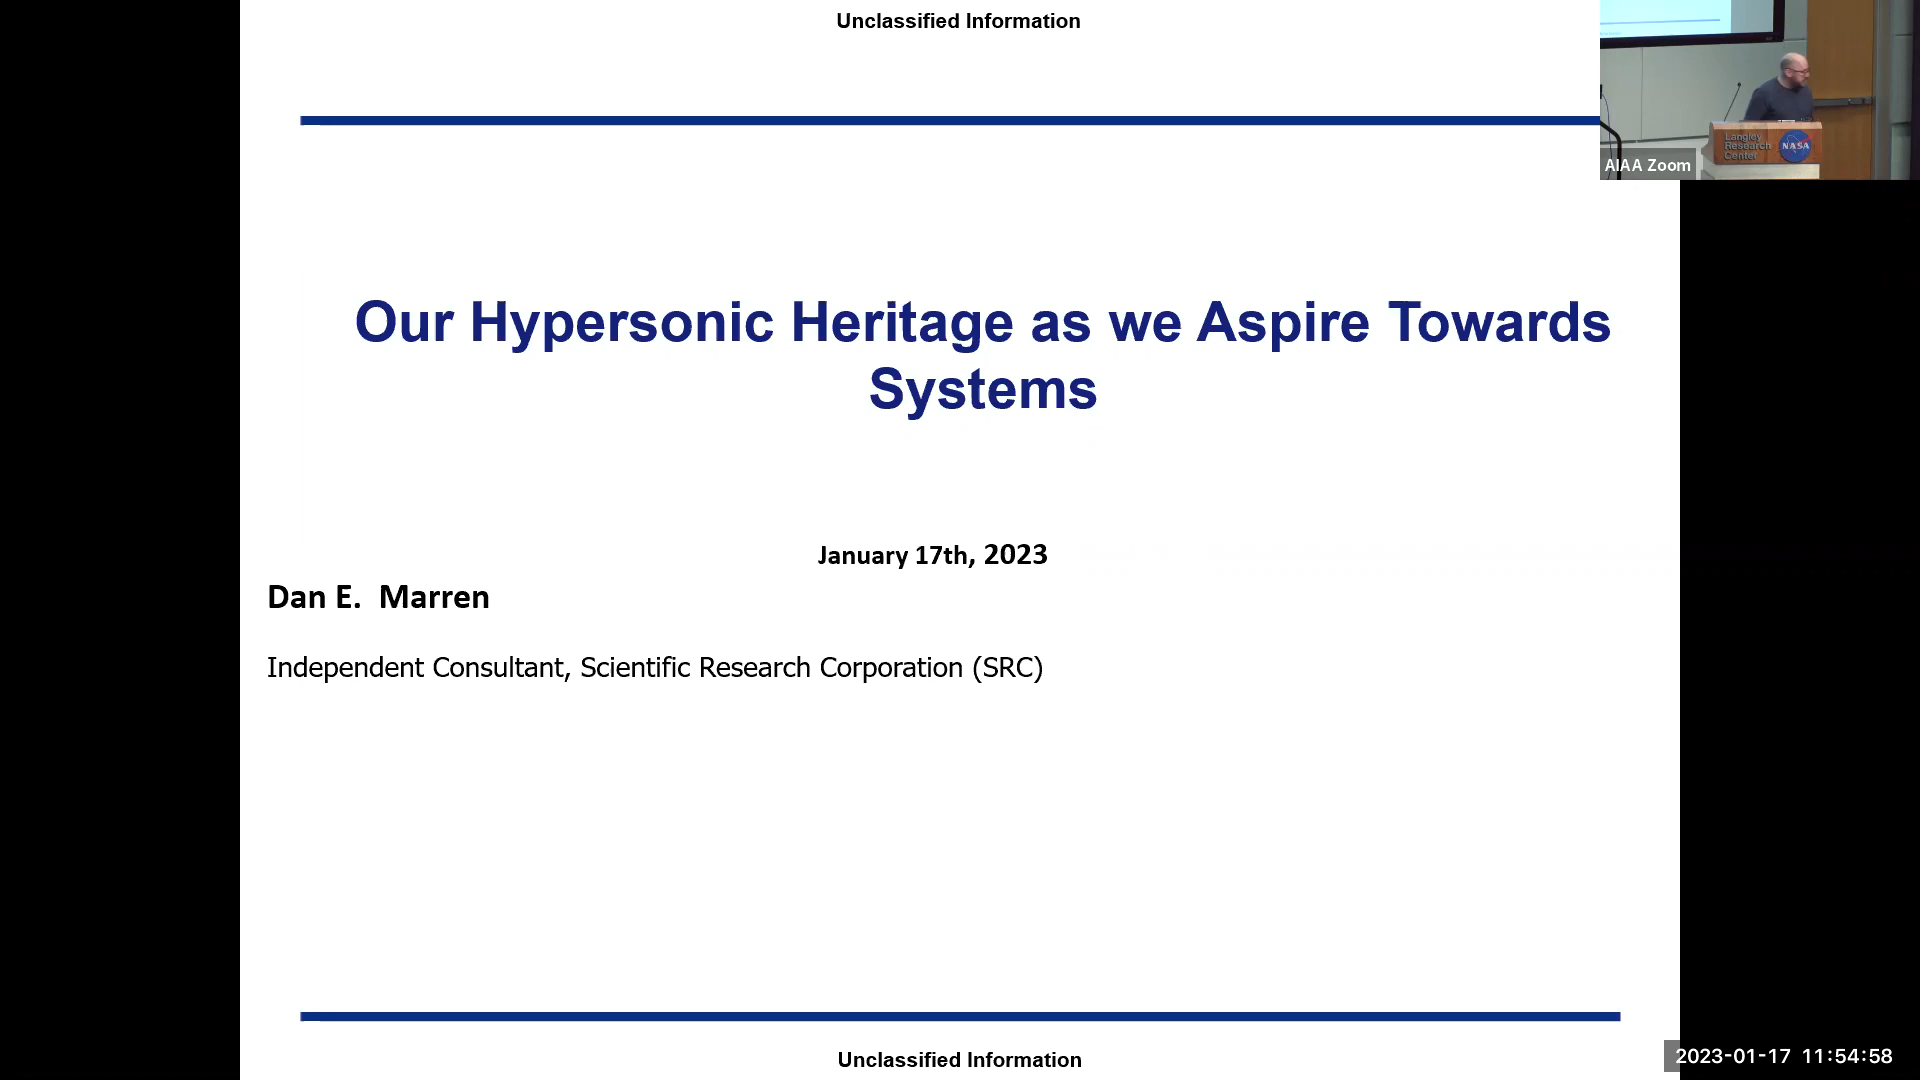 Unclassified Information
Langley
Research
Center
NASA
AIAA Zoom
Our Hypersonic Heritage as we Aspire Towards
Systems
January 17th, 2023
Dan E. Marren
Independent Consultant, Scientific Research Corporation (SRC)
Unclassified Information
2023-01-17 11:54:58